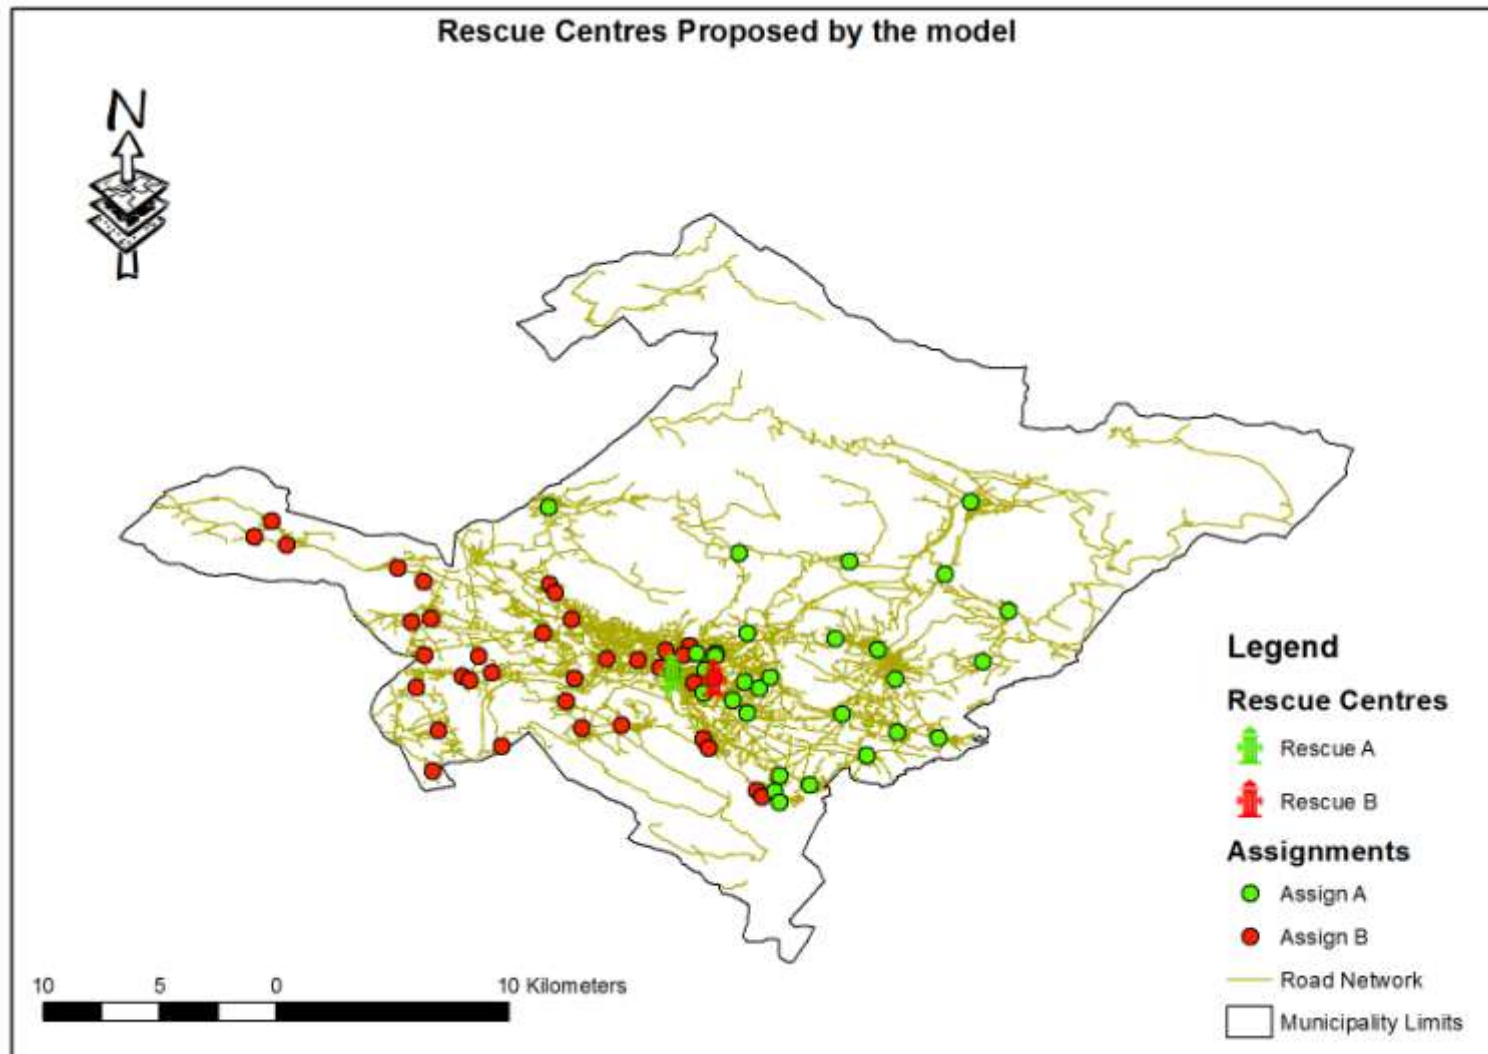 Rescue Centres Proposed by the model
N
Legend
Rescue Centres
Rescue A
Rescue B
Assignments
Assign A
Assign B
Road Network
Municipality Limits
10 5 0 10 Kilometers